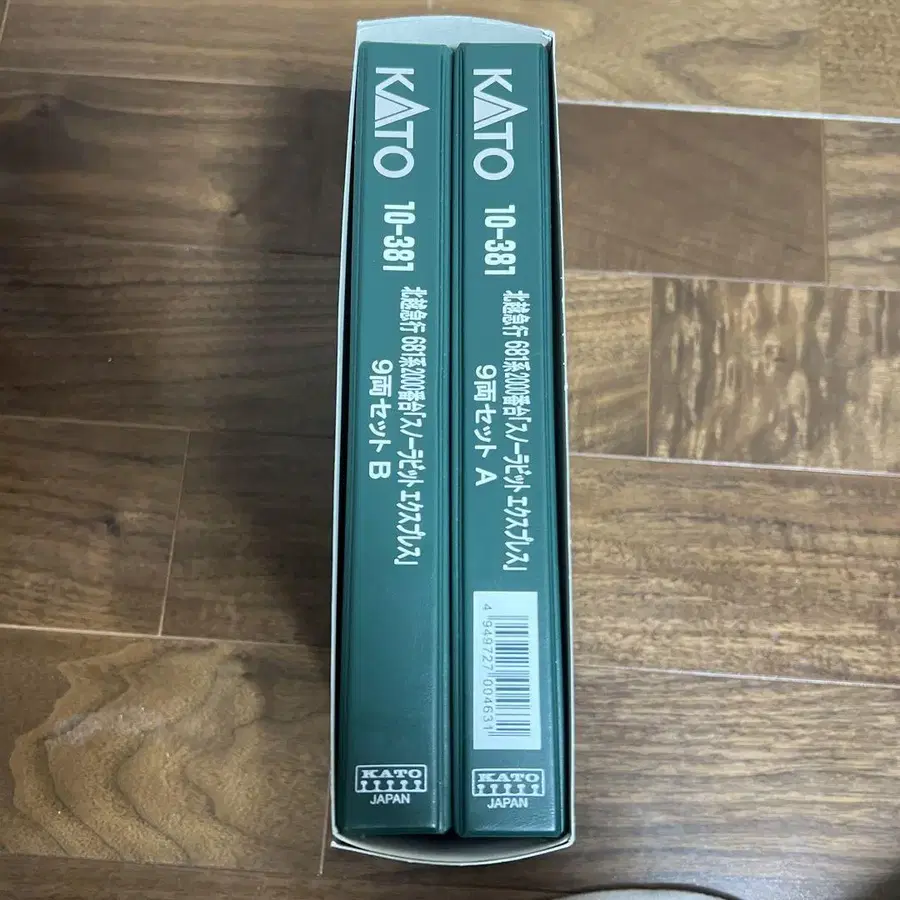 KATO
10-381
北越急行 681系2000番台「スノーラビット エクスプレス」
9両セット B
KATO
JAPAN
KATO
10-381
北越急行 681系2000番台「スノーラビット エクスプレス」
9両セット A
4 949727 004631
KATO
JAPAN